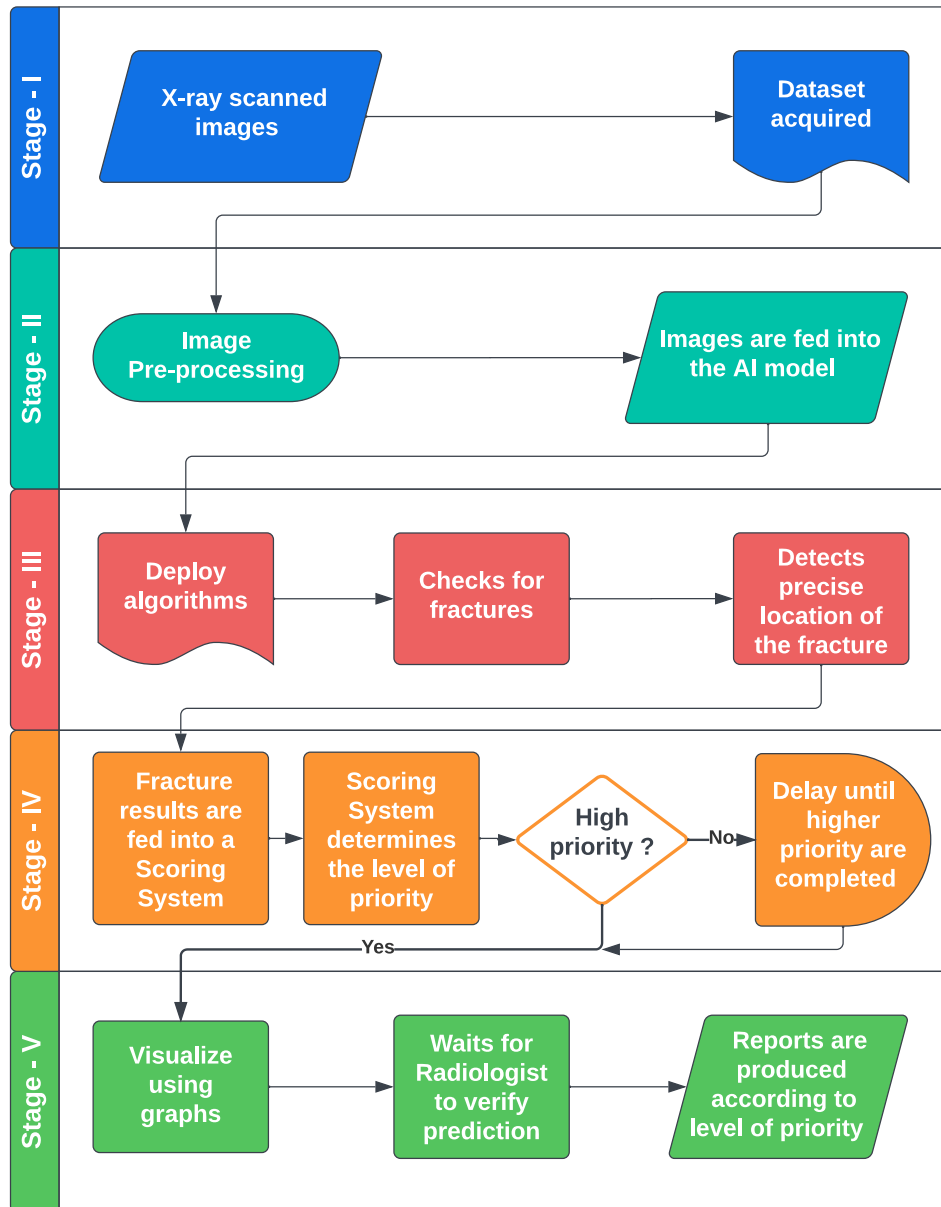 Stage - I
X-ray scanned
images
Dataset
acquired
Stage - II
Image
Pre-processing
Images are fed into
the AI model
Stage - III
Deploy
algorithms
Checks for
fractures
Detects
precise
location of
the fracture
Stage - IV
Fracture
results are
fed into a
Scoring
System
Scoring
System
determines
the level of
priority
High
priority ?
No
Delay until
higher
priority are
completed
Yes
Stage - V
Visualize
using
graphs
Waits for
Radiologist
to verify
prediction
Reports are
produced
according to
level of priority